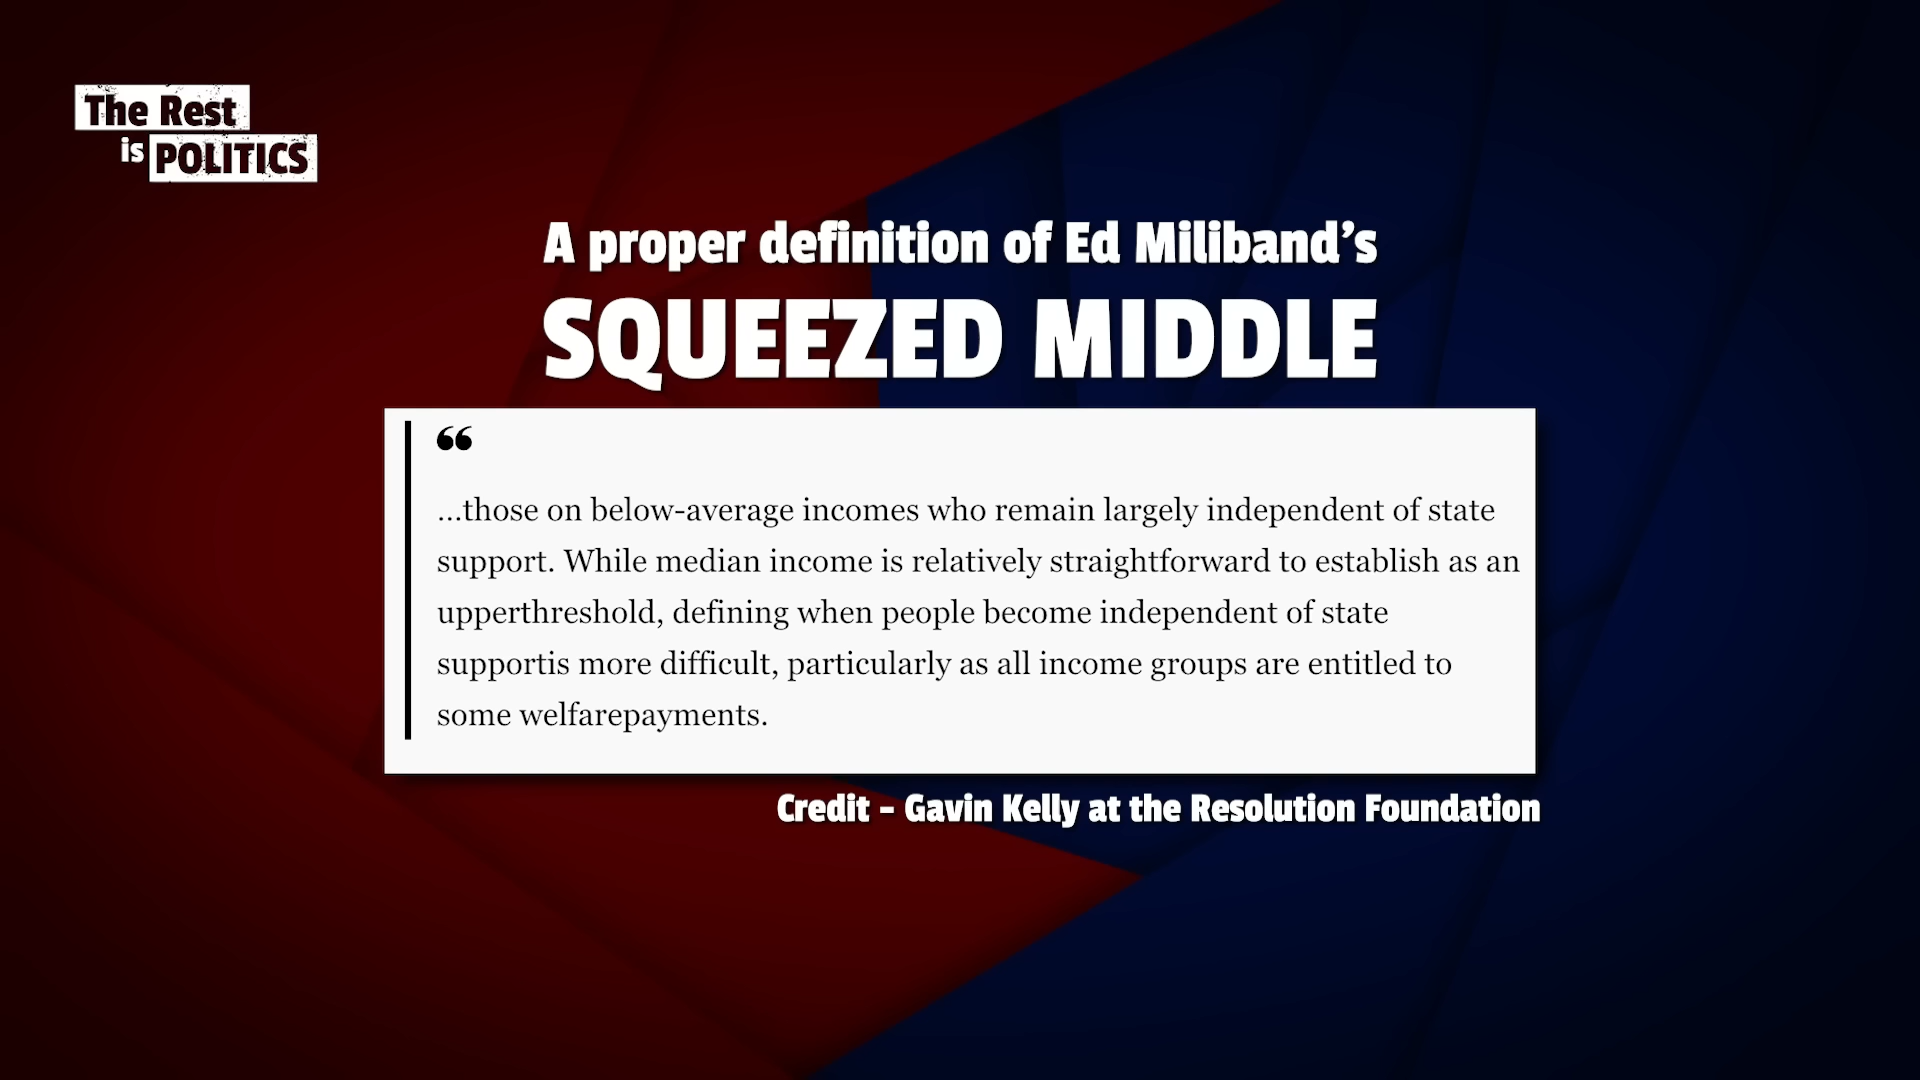 The Rest
is POLITICS
A proper definition of Ed Miliband’s
SQUEEZED MIDDLE
“
...those on below-average incomes who remain largely independent of state
support. While median income is relatively straightforward to establish as an
upperthreshold, defining when people become independent of state
supportis more difficult, particularly as all income groups are entitled to
some welfarepayments.
Credit - Gavin Kelly at the Resolution Foundation